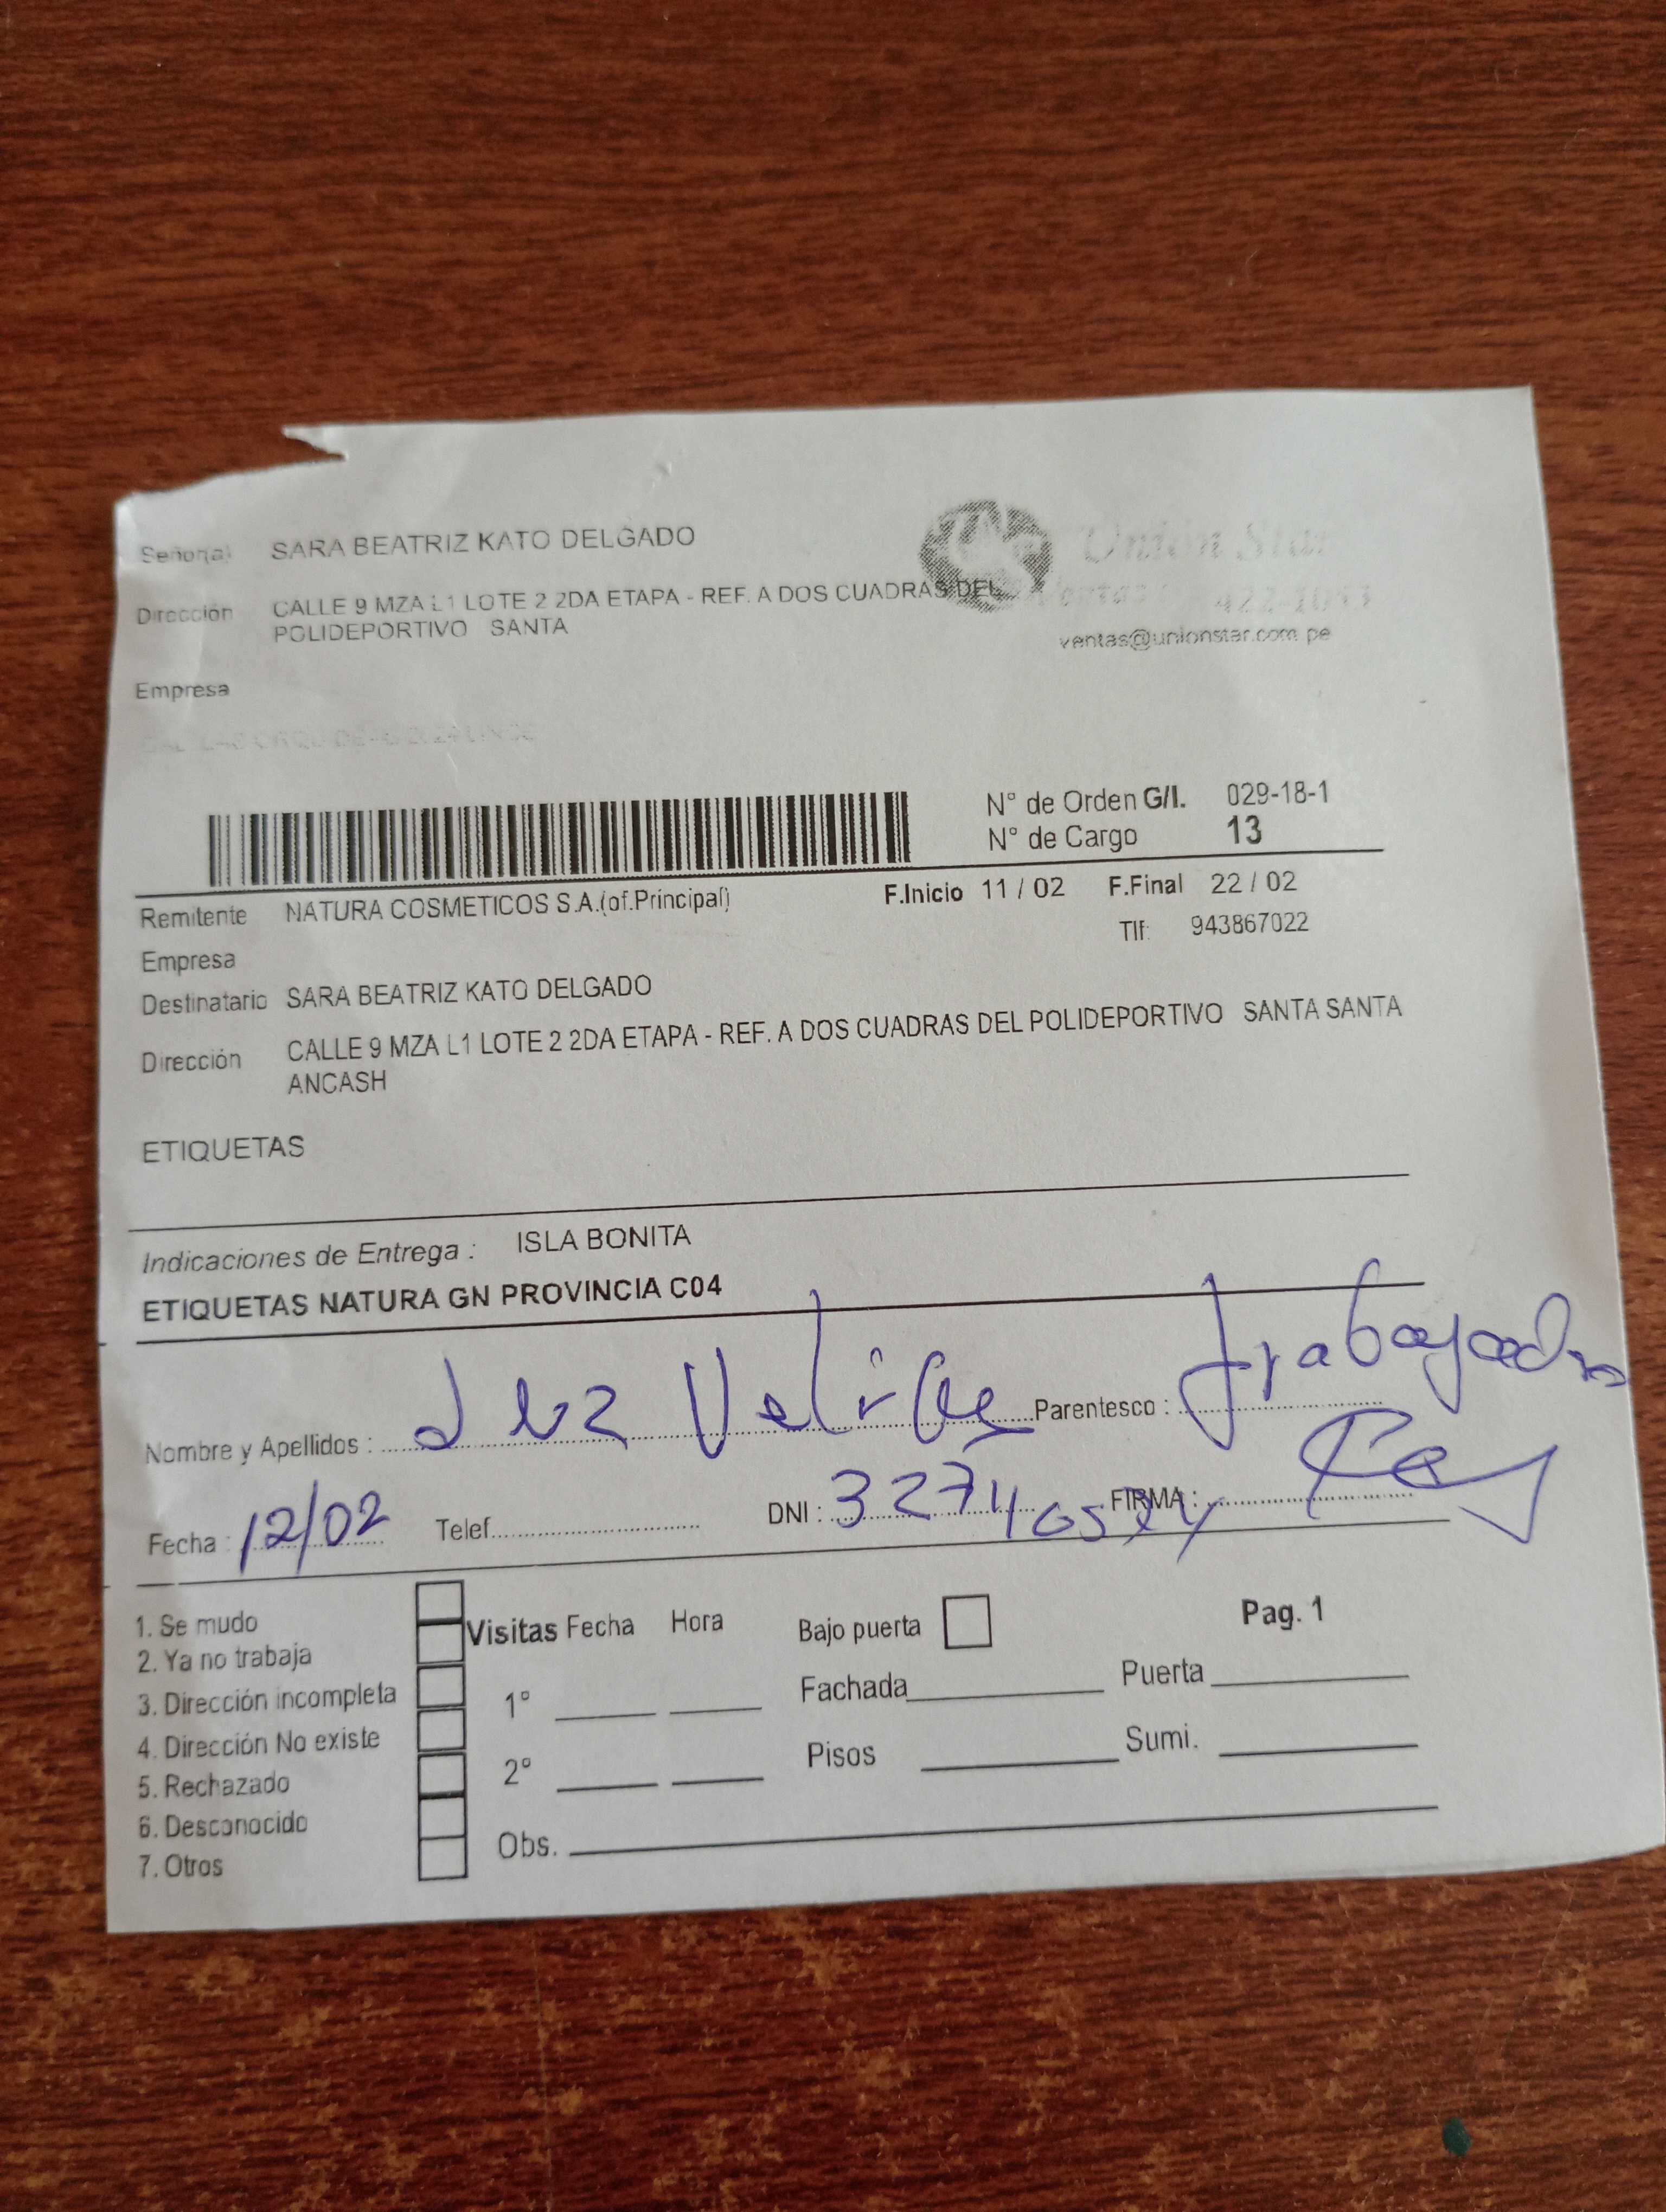 Señor(a) SARA BEATRIZ KATO DELGADO
Union Star
Dirección CALLE 9 MZA L1 LOTE 2 2DA ETAPA - REF. A DOS CUADRAS DEL
POLIDEPORTIVO SANTA
ventas@unionstar.com.pe
Empresa
N° de Orden G/I. 029-18-1
N° de Cargo 13
Remitente NATURA COSMETICOS S.A.(of.Principal) F.Inicio 11 / 02 F.Final 22 / 02
Tlf: 943867022
Empresa
Destinatario SARA BEATRIZ KATO DELGADO
Dirección CALLE 9 MZA L1 LOTE 2 2DA ETAPA - REF. A DOS CUADRAS DEL POLIDEPORTIVO SANTA SANTA
ANCASH
ETIQUETAS
Indicaciones de Entrega : ISLA BONITA
ETIQUETAS NATURA GN PROVINCIA C04
Nombre y Apellidos : Parentesco :
Fecha : 12/02 Telef. DNI : FIRMA :
1. Se mudo
2. Ya no trabaja
3. Dirección incompleta
4. Dirección No existe
5. Rechazado
6. Desconocido
7. Otros
Visitas Fecha Hora
1°
2°
Obs.
Bajo puerta
Fachada Puerta
Pisos Sumi.
Pag. 1